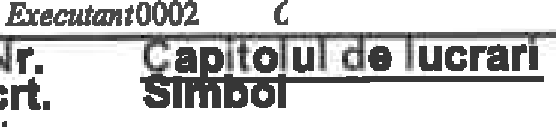 Executant0002
Nr. Capitolul de lucrari
crt. Simbol